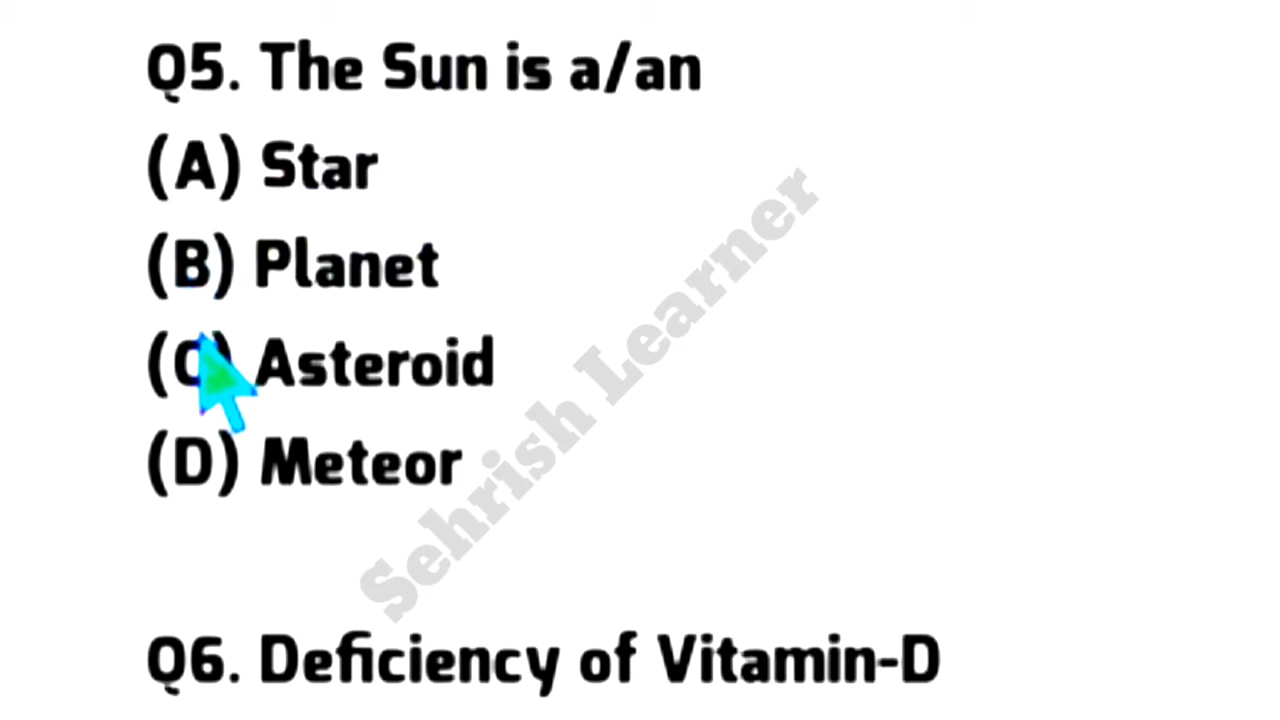 Q5. The Sun is a/an
(A) Star
(B) Planet
(C) Asteroid
(D) Meteor
Sehrish Learner
Q6. Deficiency of Vitamin-D